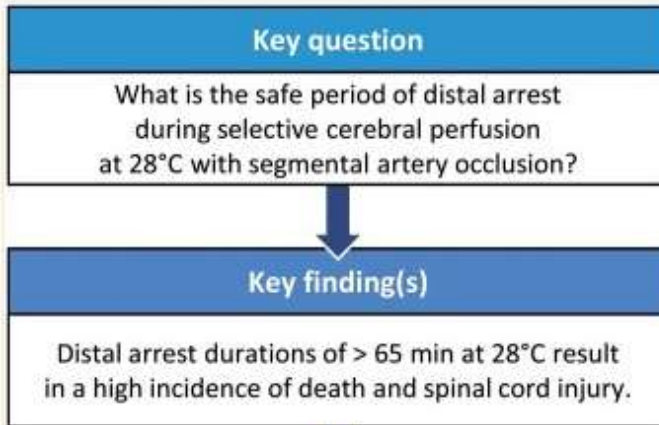 Key question
What is the safe period of distal arrest
during selective cerebral perfusion
at 28°C with segmental artery occlusion?
Key finding(s)
Distal arrest durations of > 65 min at 28°C result
in a high incidence of death and spinal cord injury.